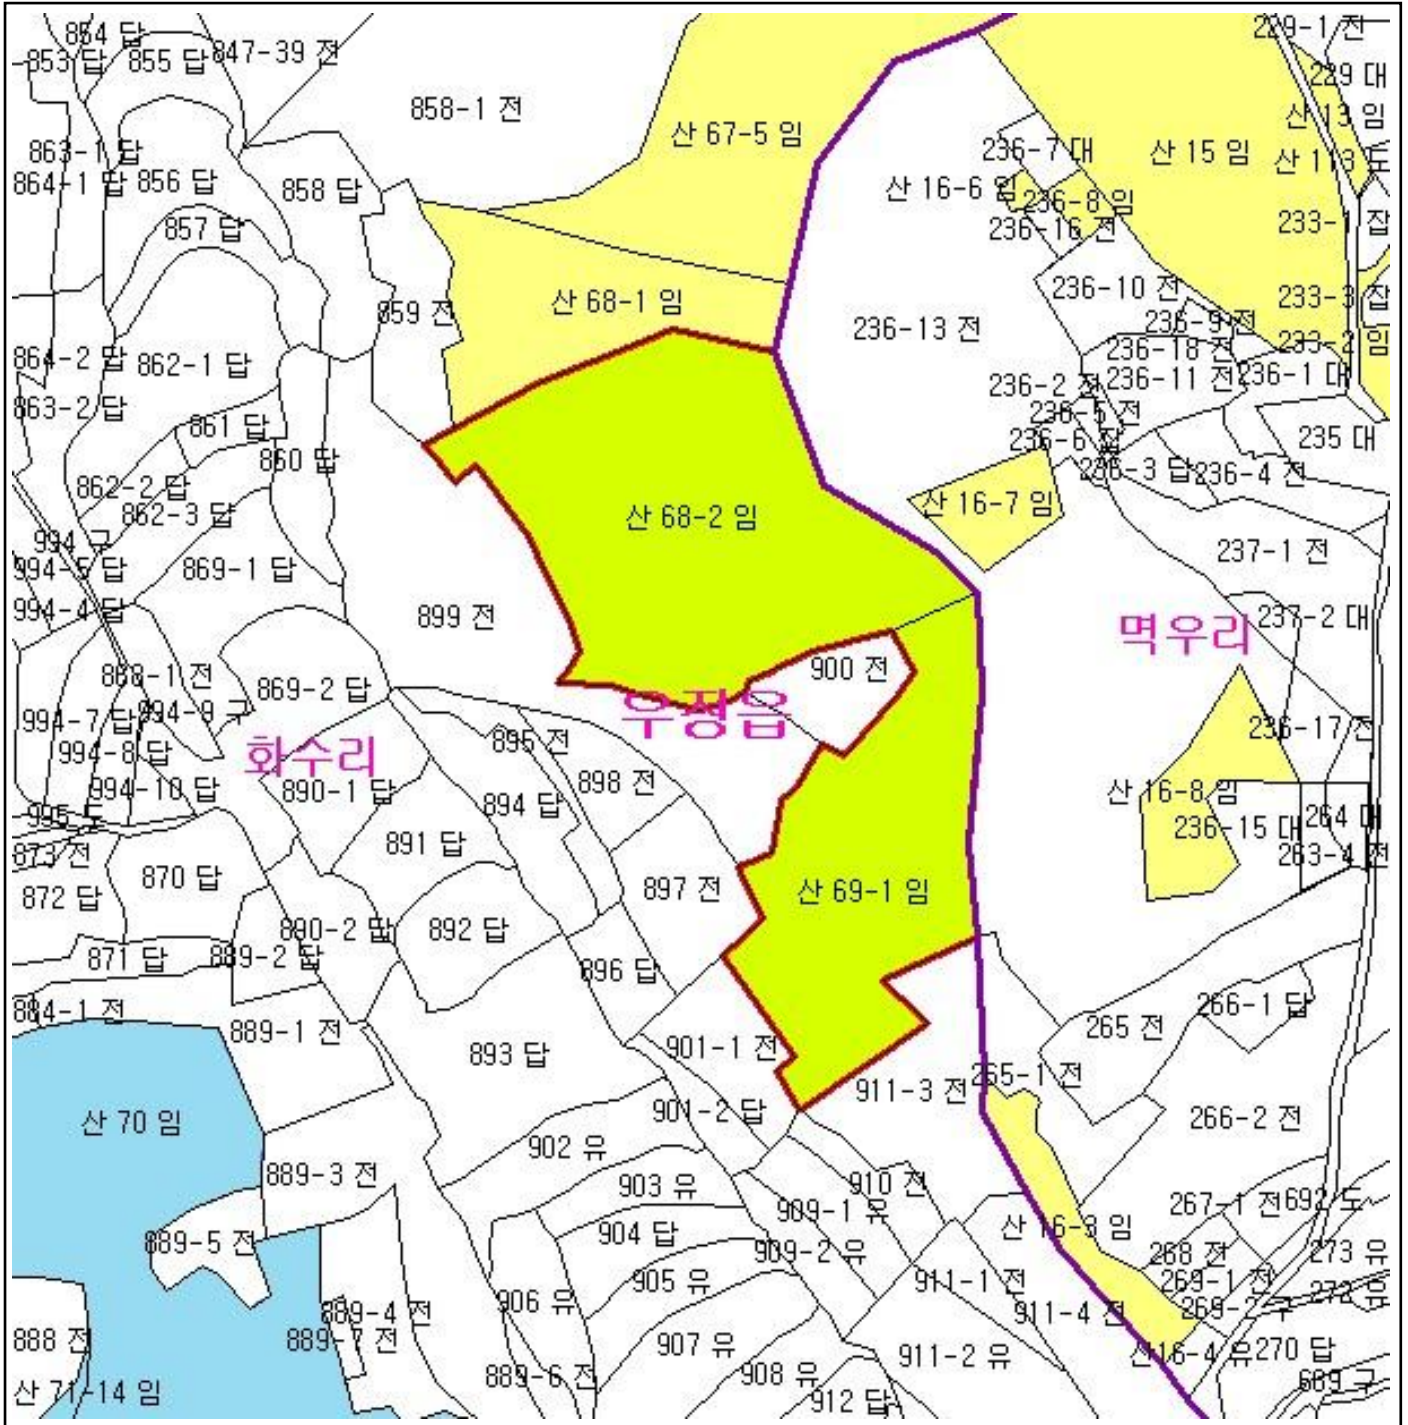 854 답
229-1 전
853 답
855 답
847-39 전
229 대
858-1 전
산 13 임
863-1 답
산 67-5 임
236-7 대
산 15 임
산 113 도
864-1 답
856 답
858 답
산 16-6 임
236-8 임
857 답
236-16 전
233-1 잡
236-10 전
859 전
산 68-1 임
233-3 잡
236-9 전
236-13 전
233-2 임
864-2 답
862-1 답
236-18 전
236-2 전
236-11 전
236-1 대
863-2 답
861 답
236-5 전
236-6 답
235 대
860 답
236-3 답
236-4 전
862-2 답
862-3 답
산 68-2 임
산 16-7 임
994 구
237-1 전
994-5 답
869-1 답
994-4 답
899 전
237-2 대
멱우리
868-1 전
900 전
869-2 답
994-9 구
우정읍
994-7 답
236-17 전
994-8 답
화수리
895 전
898 전
994-10 답
890-1 답
894 답
산 16-8 임
995 도
236-15 대
264 대
873 전
891 답
263-4 전
870 답
872 답
897 전
산 69-1 임
890-2 답
892 답
871 답
889-2 답
896 답
884-1 전
266-1 답
889-1 전
265 전
893 답
901-1 전
265-1 전
911-3 전
산 70 임
901-2 답
266-2 전
902 유
889-3 전
903 유
910 전
267-1 전
692 도
909-1 유
904 답
산 16-3 임
889-5 전
909-2 유
268 전
273 유
905 유
911-1 전
269-1 전
272 유
906 유
889-4 전
911-4 전
269-2 구
888 전
889-7 전
907 유
911-2 유
산 16-4 유
270 답
889-6 전
908 유
689 구
산 71-14 임
912 답